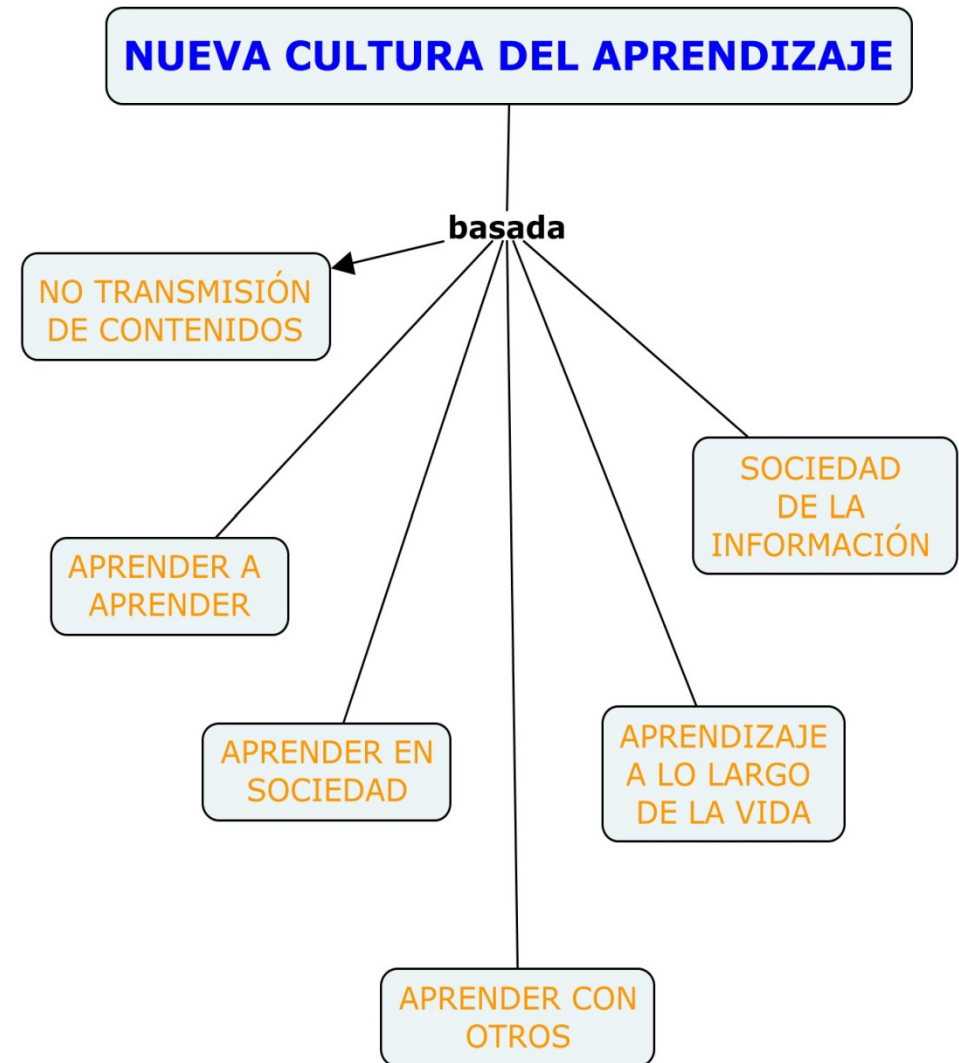 NUEVA CULTURA DEL APRENDIZAJE
basada
NO TRANSMISIÓN
DE CONTENIDOS
SOCIEDAD
DE LA
INFORMACIÓN
APRENDER A
APRENDER
APRENDER EN
SOCIEDAD
APRENDIZAJE
A LO LARGO
DE LA VIDA
APRENDER CON
OTROS